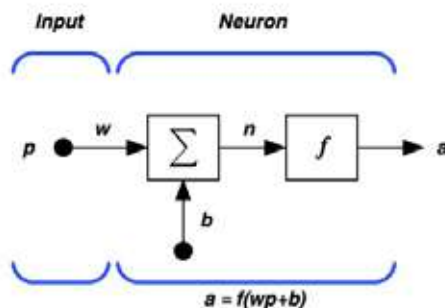 Input Neuron
p w ∑ n f a
b
a = f(wp+b)